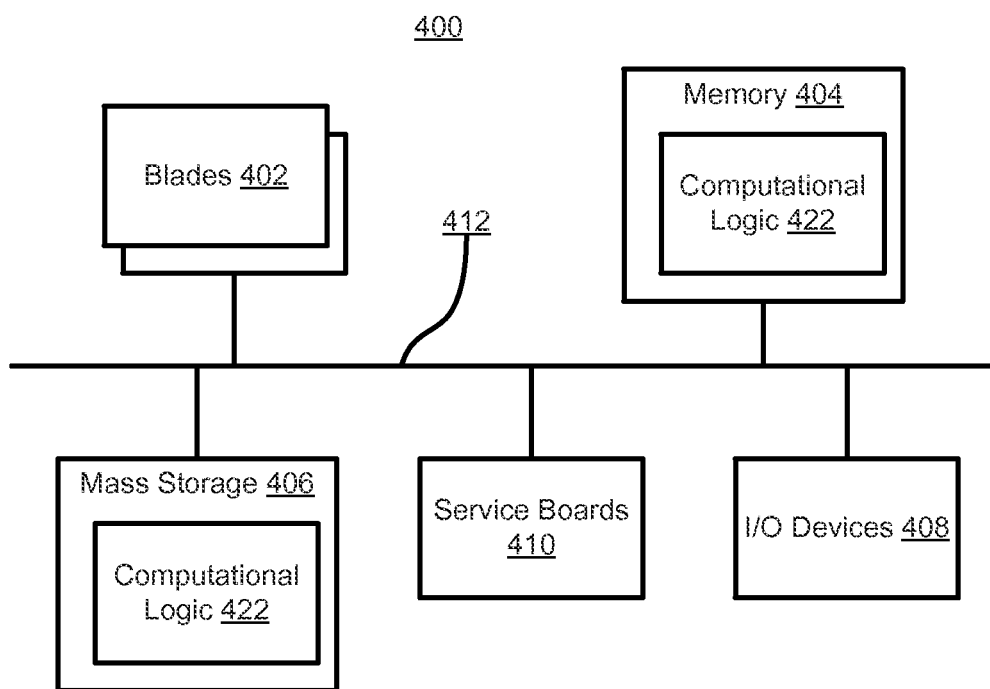 400
Memory 404
Computational
Logic 422
Blades 402
412
Mass Storage 406
Computational
Logic 422
Service Boards
410
I/O Devices 408